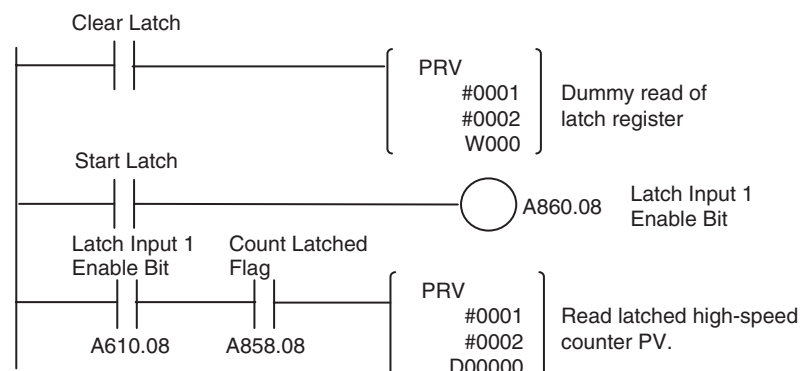 Clear Latch
PRV
#0001
#0002
W000
Dummy read of
latch register
Start Latch
A860.08
Latch Input 1
Enable Bit
Latch Input 1
Enable Bit
Count Latched
Flag
A610.08
A858.08
PRV
#0001
#0002
D00000
Read latched high-speed
counter PV.